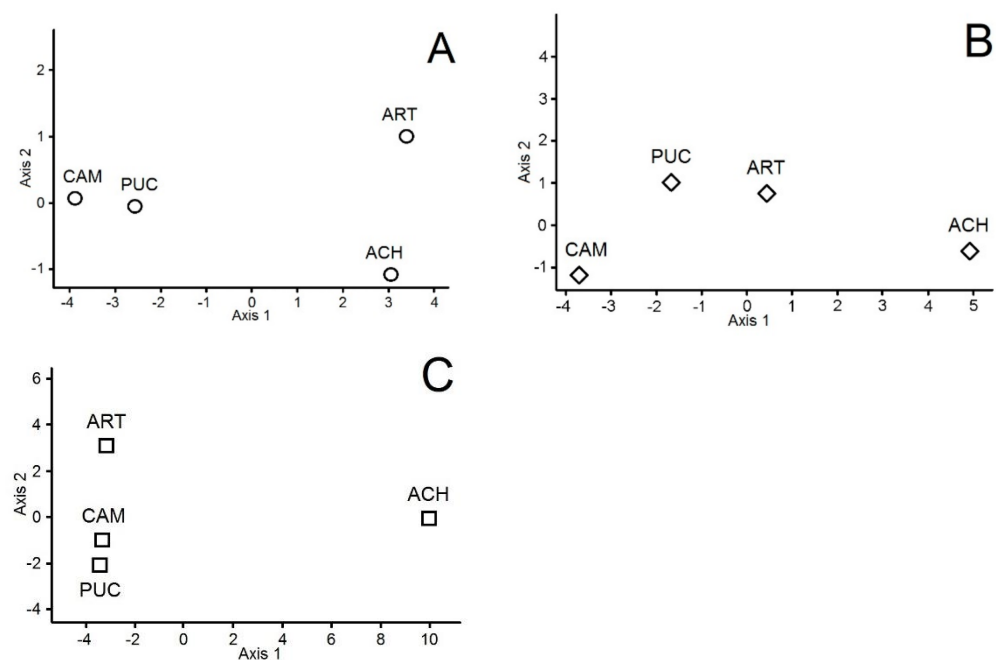 A
2
1
0
-1
Axis 2
CAM
PUC
ART
ACH
-4 -3 -2 -1 0 1 2 3 4
Axis 1
B
4
3
2
1
0
-1
Axis 2
PUC
ART
CAM
ACH
-4 -3 -2 -1 0 1 2 3 4 5
Axis 1
C
6
4
2
0
-2
-4
Axis 2
ART
CAM
PUC
ACH
-4 -2 0 2 4 6 8 10
Axis 1